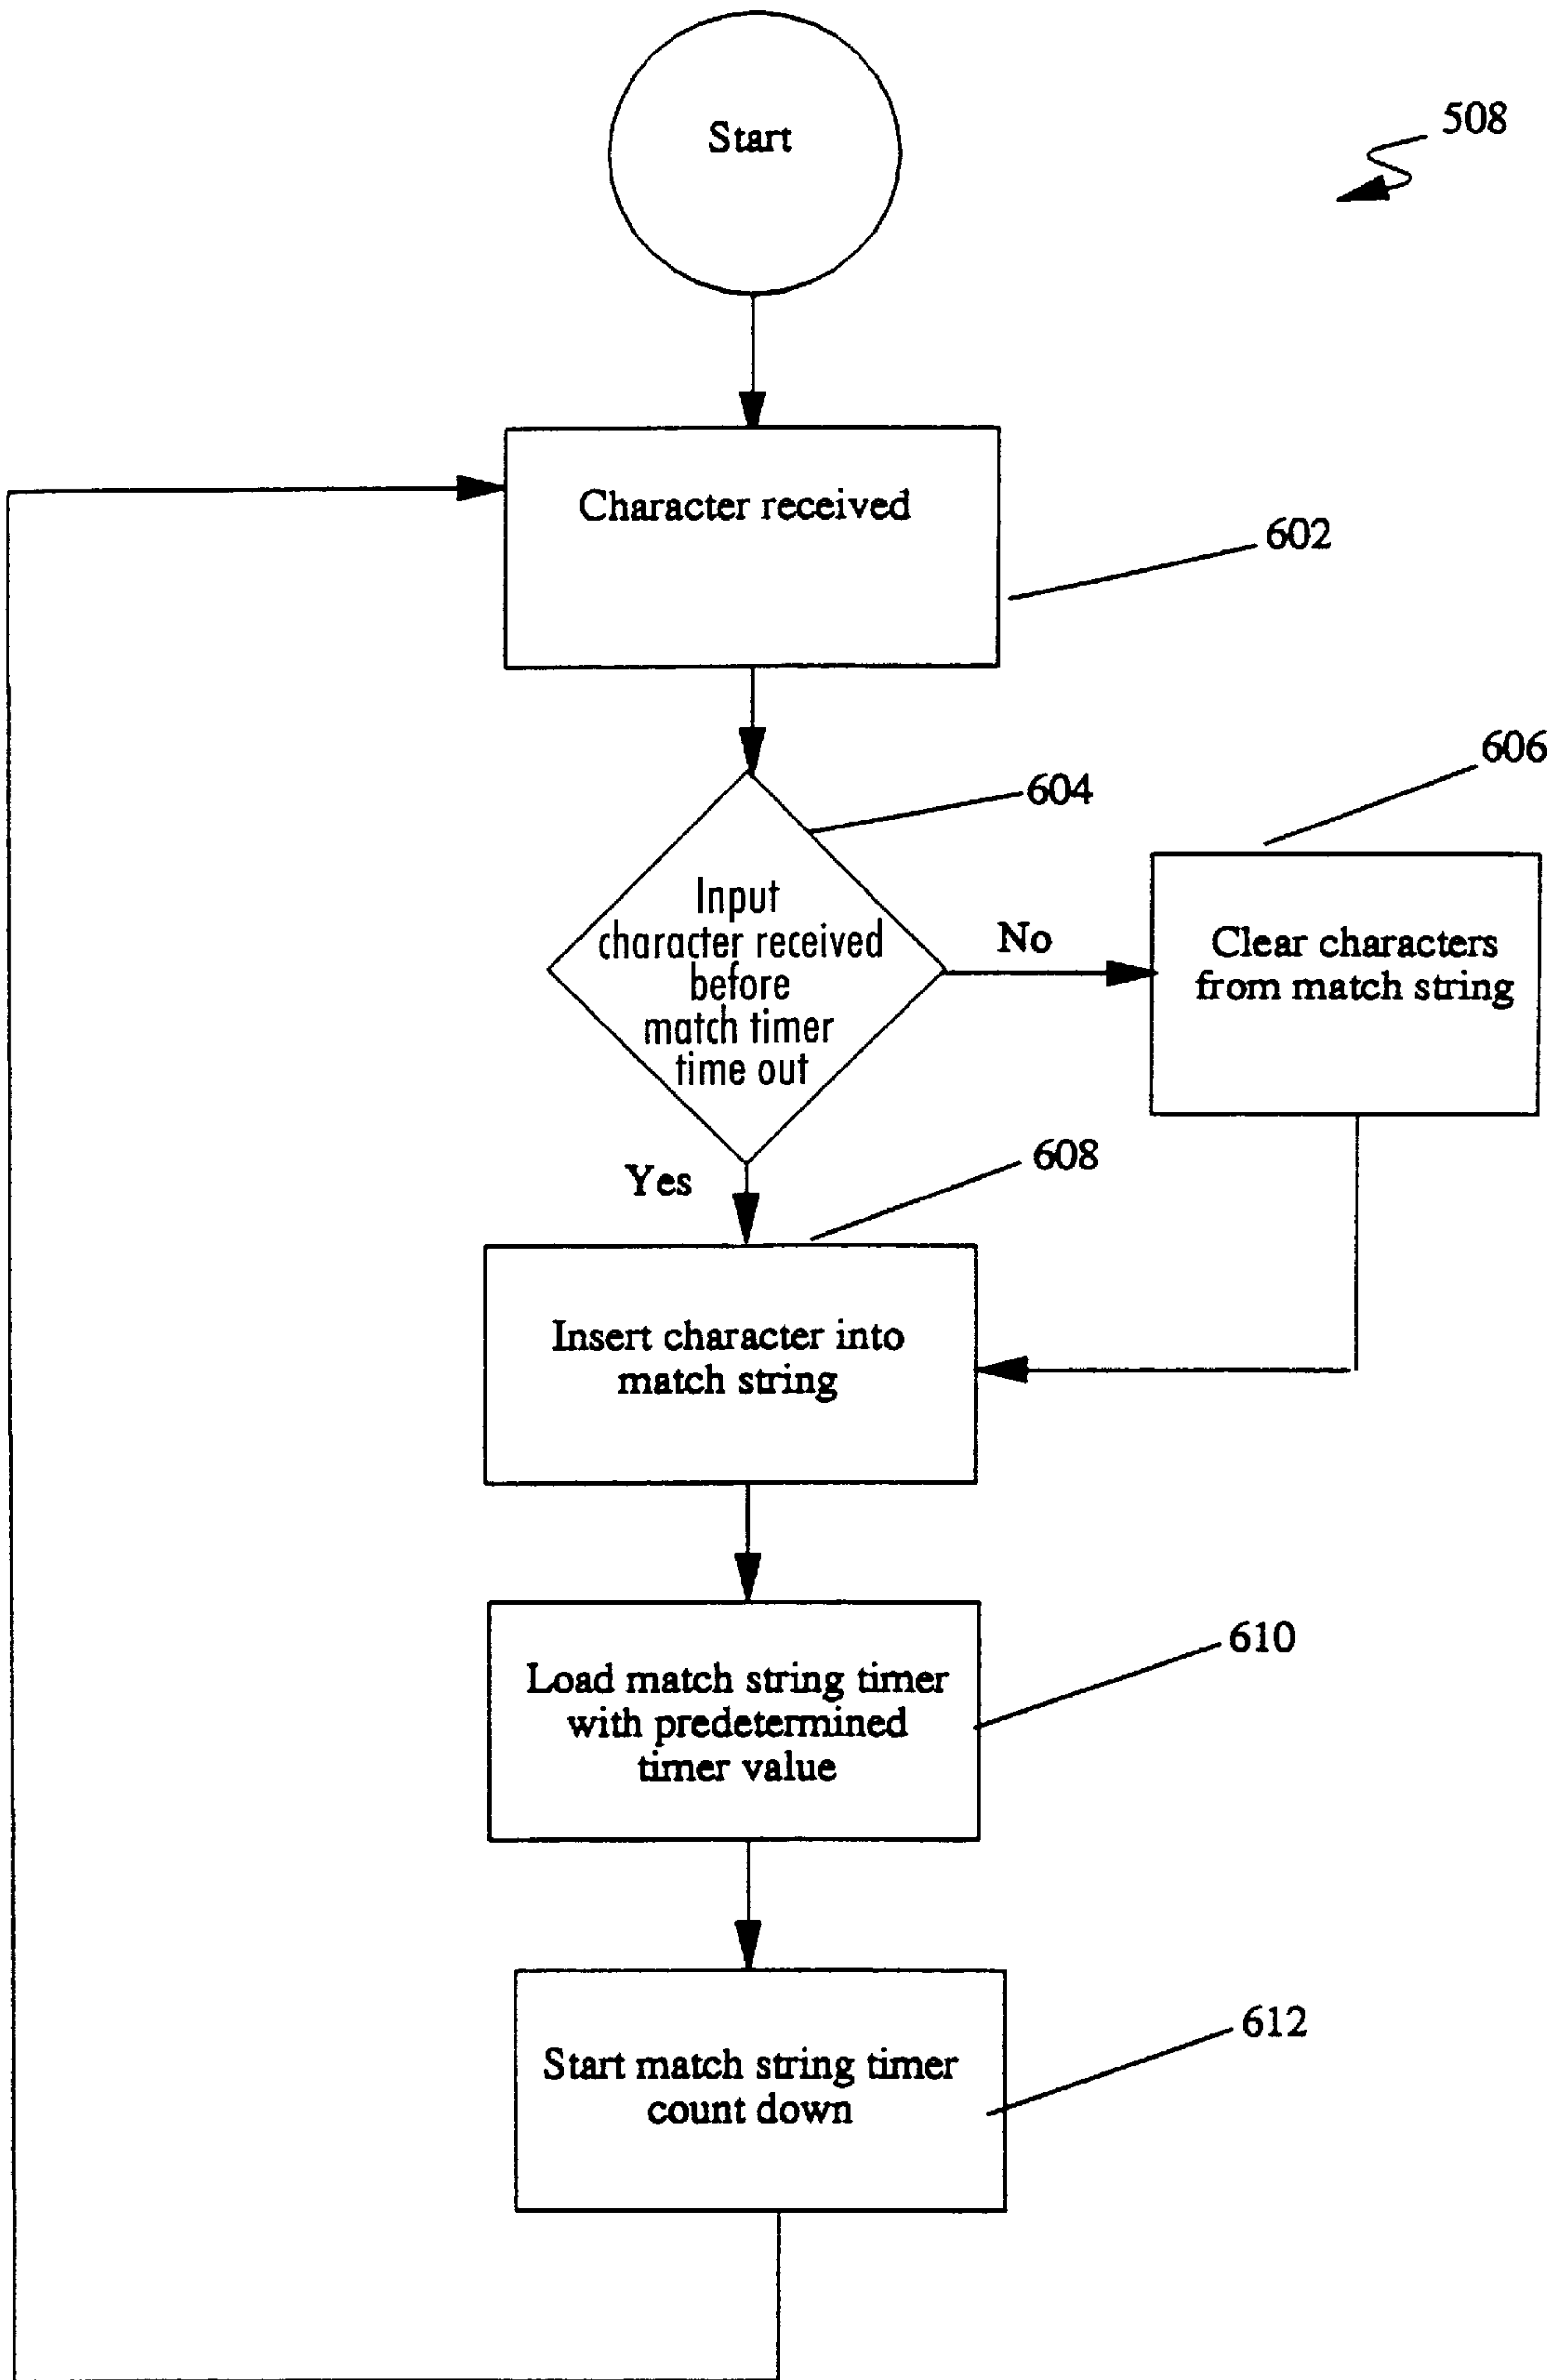 Start
508
Character received
602
604
606
Input
character received
before
match timer
time out
No
Clear characters
from match string
Yes
608
Insert character into
match string
Load match string timer
with predetermined
timer value
610
Start match string timer
count down
612